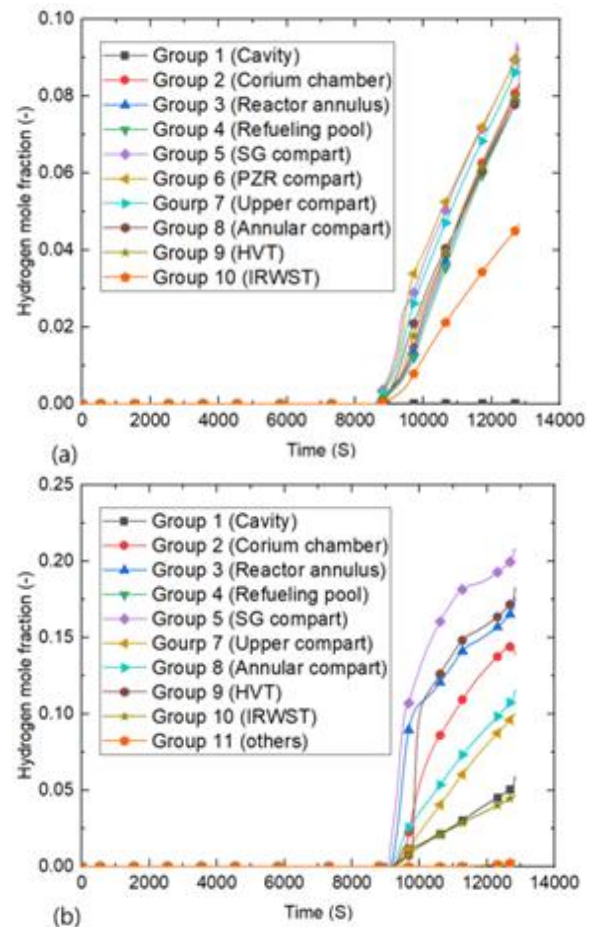 0.10
0.08
0.06
0.04
0.02
0.00
Hydrogen mole fraction (-)
Group 1 (Cavity)
Group 2 (Corium chamber)
Group 3 (Reactor annulus)
Group 4 (Refueling pool)
Group 5 (SG compart)
Group 6 (PZR compart)
Gourp 7 (Upper compart)
Group 8 (Annular compart)
Group 9 (HVT)
Group 10 (IRWST)
0 2000 4000 6000 8000 10000 12000 14000
Time (S)
(a)
0.25
0.20
0.15
0.10
0.05
0.00
Hydrogen mole fraction (-)
Group 1 (Cavity)
Group 2 (Corium chamber)
Group 3 (Reactor annulus)
Group 4 (Refueling pool)
Group 5 (SG compart)
Gourp 7 (Upper compart)
Group 8 (Annular compart)
Group 9 (HVT)
Group 10 (IRWST)
Group 11 (others)
0 2000 4000 6000 8000 10000 12000 14000
Time (S)
(b)